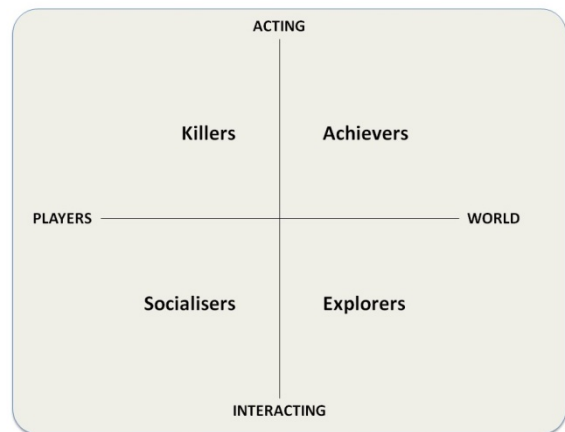 ACTING
Killers Achievers
PLAYERS WORLD
Socialisers Explorers
INTERACTING